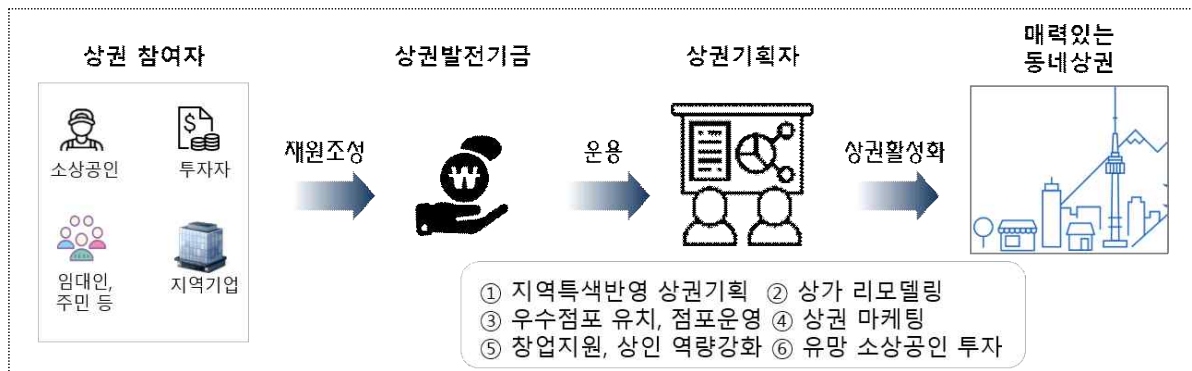 상권 참여자
소상공인
투자자
임대인,
주민 등
지역기업
재원조성
상권발전기금
₩
운용
상권기획자
상권활성화
매력있는
동네상권
① 지역특색반영 상권기획 ② 상가 리모델링
③ 우수점포 유치, 점포운영 ④ 상권 마케팅
⑤ 창업지원, 상인 역량강화 ⑥ 유망 소상공인 투자